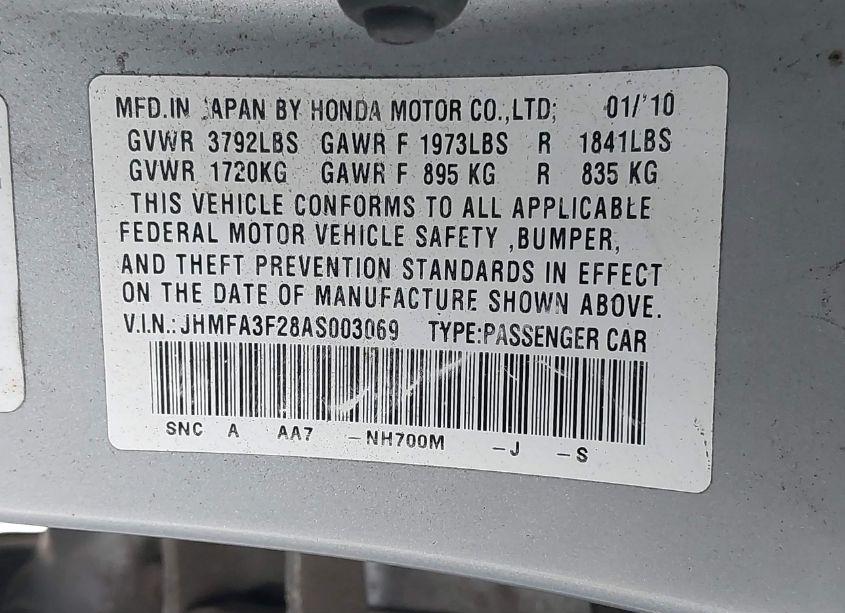 MFD.IN JAPAN BY HONDA MOTOR CO.,LTD; 01/'10
GVWR 3792LBS GAWR F 1973LBS R 1841LBS
GVWR 1720KG GAWR F 895 KG R 835 KG
THIS VEHICLE CONFORMS TO ALL APPLICABLE
FEDERAL MOTOR VEHICLE SAFETY ,BUMPER,
AND THEFT PREVENTION STANDARDS IN EFFECT
ON THE DATE OF MANUFACTURE SHOWN ABOVE.
V.I.N.:JHMFA3F28AS003069 TYPE:PASSENGER CAR
SNC A AA7 -NH700M -J -S